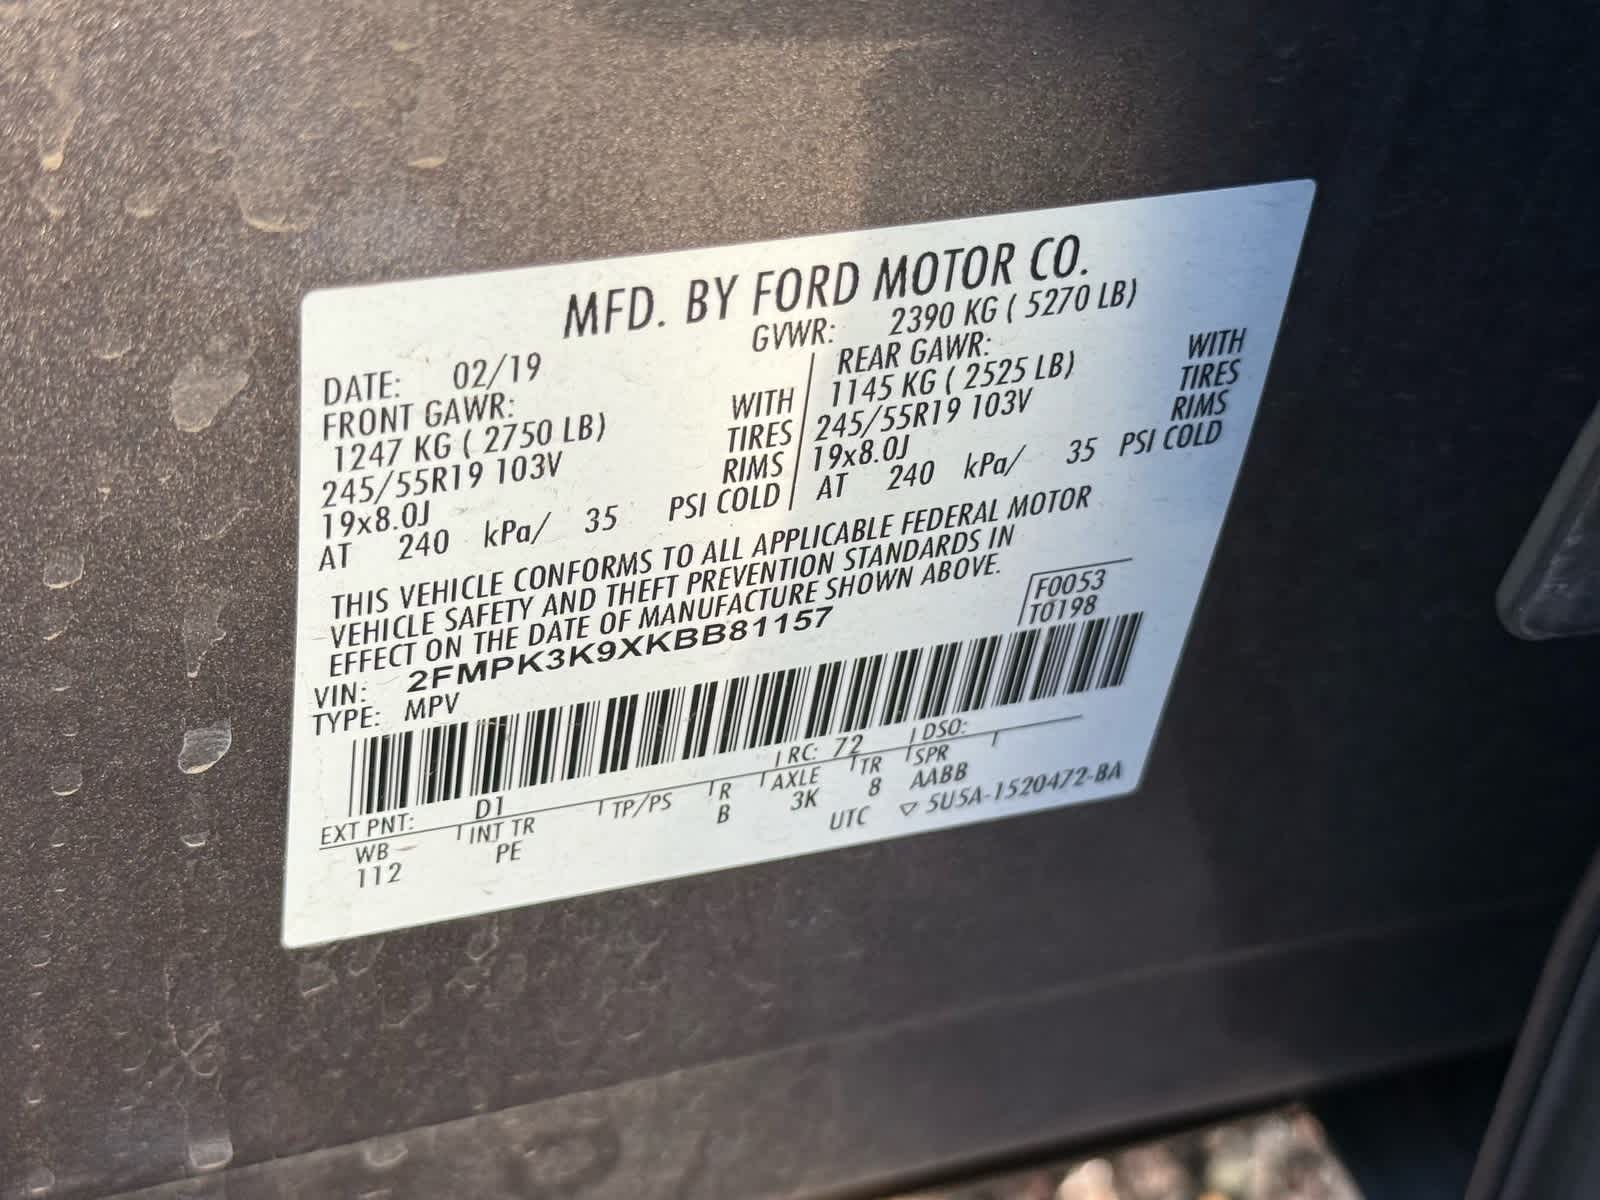 MFD. BY FORD MOTOR CO.
DATE: 02/19 GVWR: 2390 KG ( 5270 LB)
FRONT GAWR: REAR GAWR:
1247 KG ( 2750 LB) WITH 1145 KG ( 2525 LB) WITH
245/55R19 103V TIRES 245/55R19 103V TIRES
19x8.0J RIMS 19x8.0J RIMS
AT 240 kPa/ 35 PSI COLD AT 240 kPa/ 35 PSI COLD
THIS VEHICLE CONFORMS TO ALL APPLICABLE FEDERAL MOTOR
VEHICLE SAFETY AND THEFT PREVENTION STANDARDS IN
EFFECT ON THE DATE OF MANUFACTURE SHOWN ABOVE.
F0053
VIN: 2FMPK3K9XKBB81157 T0198
TYPE: MPV
EXT PNT: D1 RC: 72 DSO:
WB INT TR TP/PS R AXLE TR SPR
112 PE B 3K 8 AABB
UTC ▽ 5U5A-1520472-BA